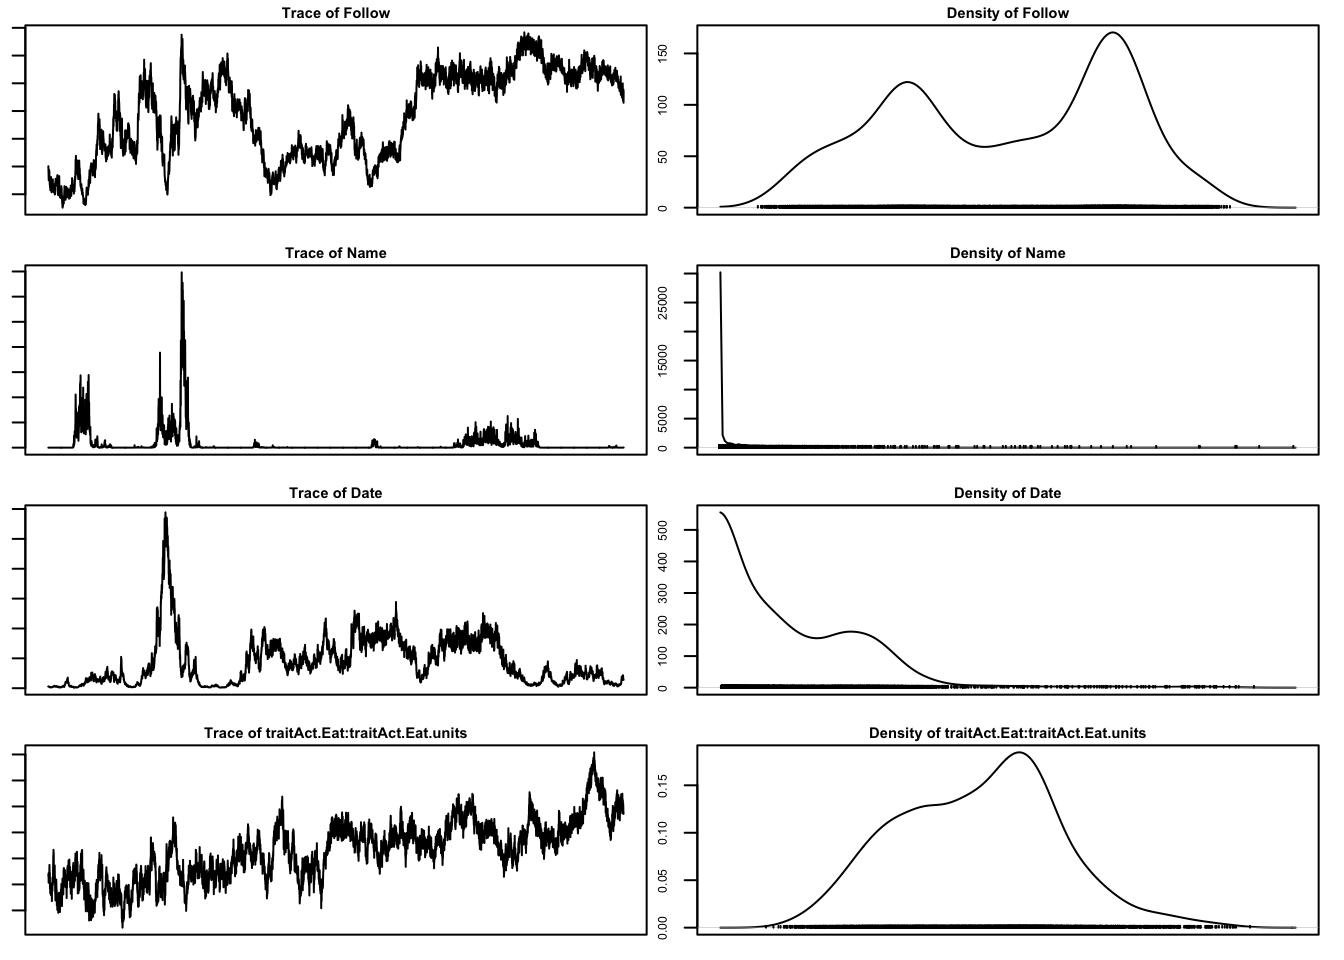 Trace of Follow
Density of Follow
0 50 100 150
Trace of Name
Density of Name
0 5000 15000 25000
Trace of Date
Density of Date
0 100 200 300 400 500
Trace of traitAct.Eat:traitAct.Eat.units
Density of traitAct.Eat:traitAct.Eat.units
0.00 0.05 0.10 0.15